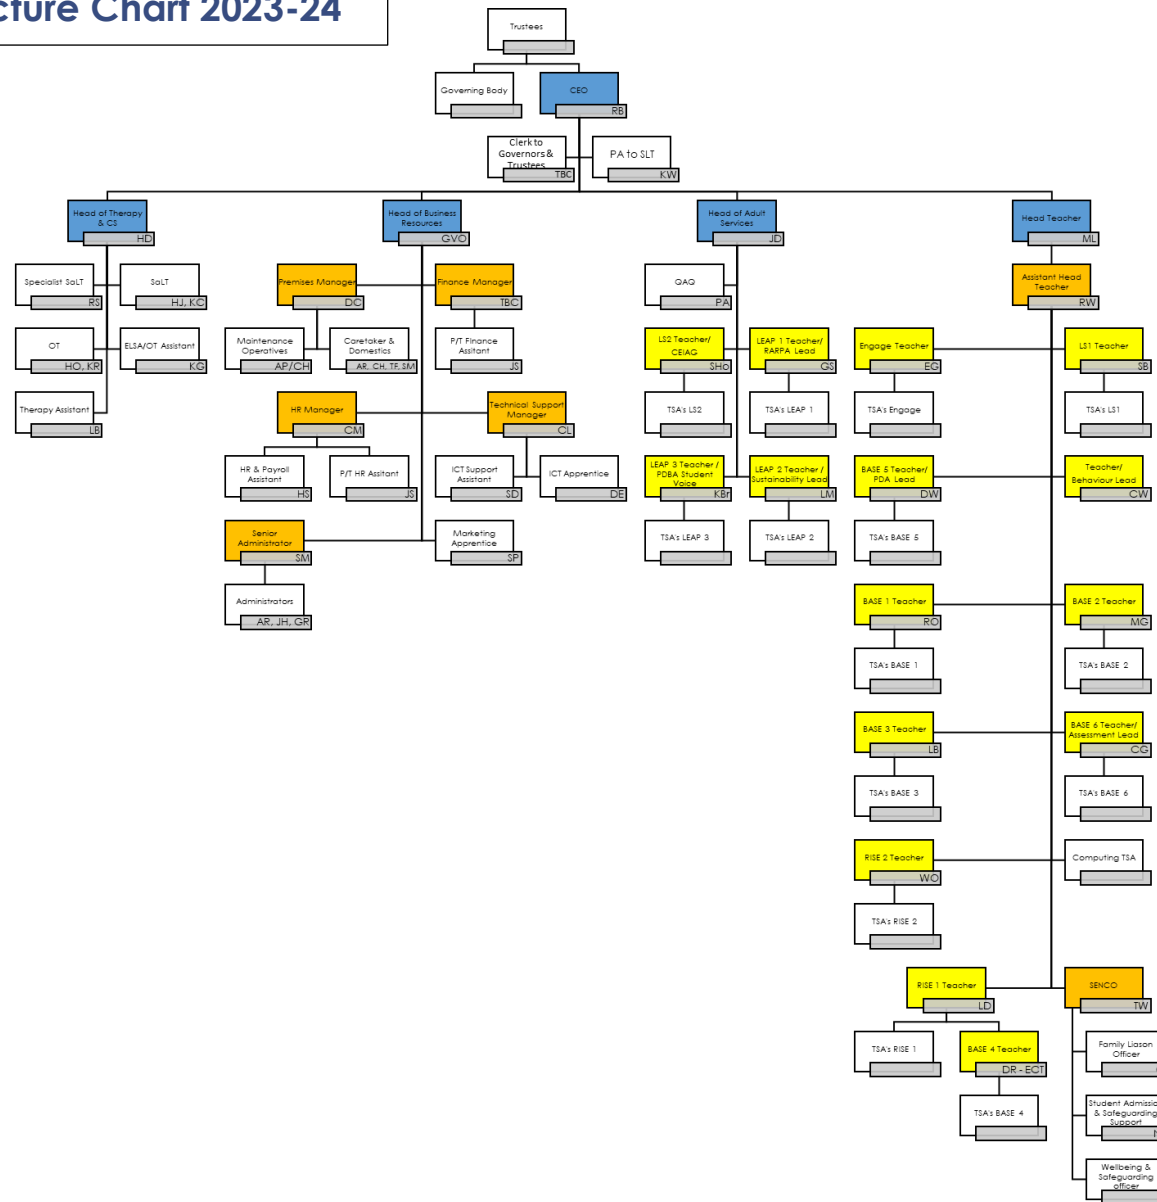 cture Chart 2023-24
Trustees
Governing Body
CEO
RB
Clerk to
Governors &
Trustees
TBC
PA to SLT
KW
Head of Therapy
& CS
HD
Head of Business
Resources
GVO
Head of Adult
Services
JD
Head Teacher
ML
Specialist SaLT
RS
SaLT
HJ, KC
Premises Manager
DC
Finance Manager
TBC
QAQ
PA
Assistant Head
Teacher
RW
OT
HO, KR
ELSA/OT Assistant
KG
Maintenance
Operatives
AP/CH
Caretaker &
Domestics
AR, CH, TF, SM
P/T Finance
Assitant
JS
LS2 Teacher/
CEIAG
SHo
LEAP 1 Teacher/
RARPA Lead
GS
Engage Teacher
EG
LS1 Teacher
SB
Therapy Assistant
LB
HR Manager
CM
Technical Support
Manager
CL
TSA's LS2
TSA's LEAP 1
TSA's Engage
TSA's LS1
HR & Payroll
Assistant
HS
P/T HR Assitant
JS
ICT Support
Assistant
SD
ICT Apprentice
DE
LEAP 3 Teacher /
PDBA Student
Voice
KBr
LEAP 2 Teacher /
Sustainability Lead
LM
BASE 5 Teacher/
PDA Lead
DW
Teacher/
Behaviour Lead
CW
Senior
Administrator
SM
Marketing
Apprentice
SP
TSA's LEAP 3
TSA's LEAP 2
TSA's BASE 5
Administrators
AR, JH, GR
BASE 1 Teacher
RO
BASE 2 Teacher
MG
TSA's BASE 1
TSA's BASE 2
BASE 3 Teacher
LB
BASE 6 Teacher/
Assessment Lead
CG
TSA's BASE 3
TSA's BASE 6
RISE 2 Teacher
WO
Computing TSA
TSA's RISE 2
RISE 1 Teacher
LD
SENCO
TW
TSA's RISE 1
BASE 4 Teacher
DR - ECT
Family Liason
Officer
TSA's BASE 4
Student Admissio
& Safeguarding
Support
Wellbeing &
Safeguarding
officer